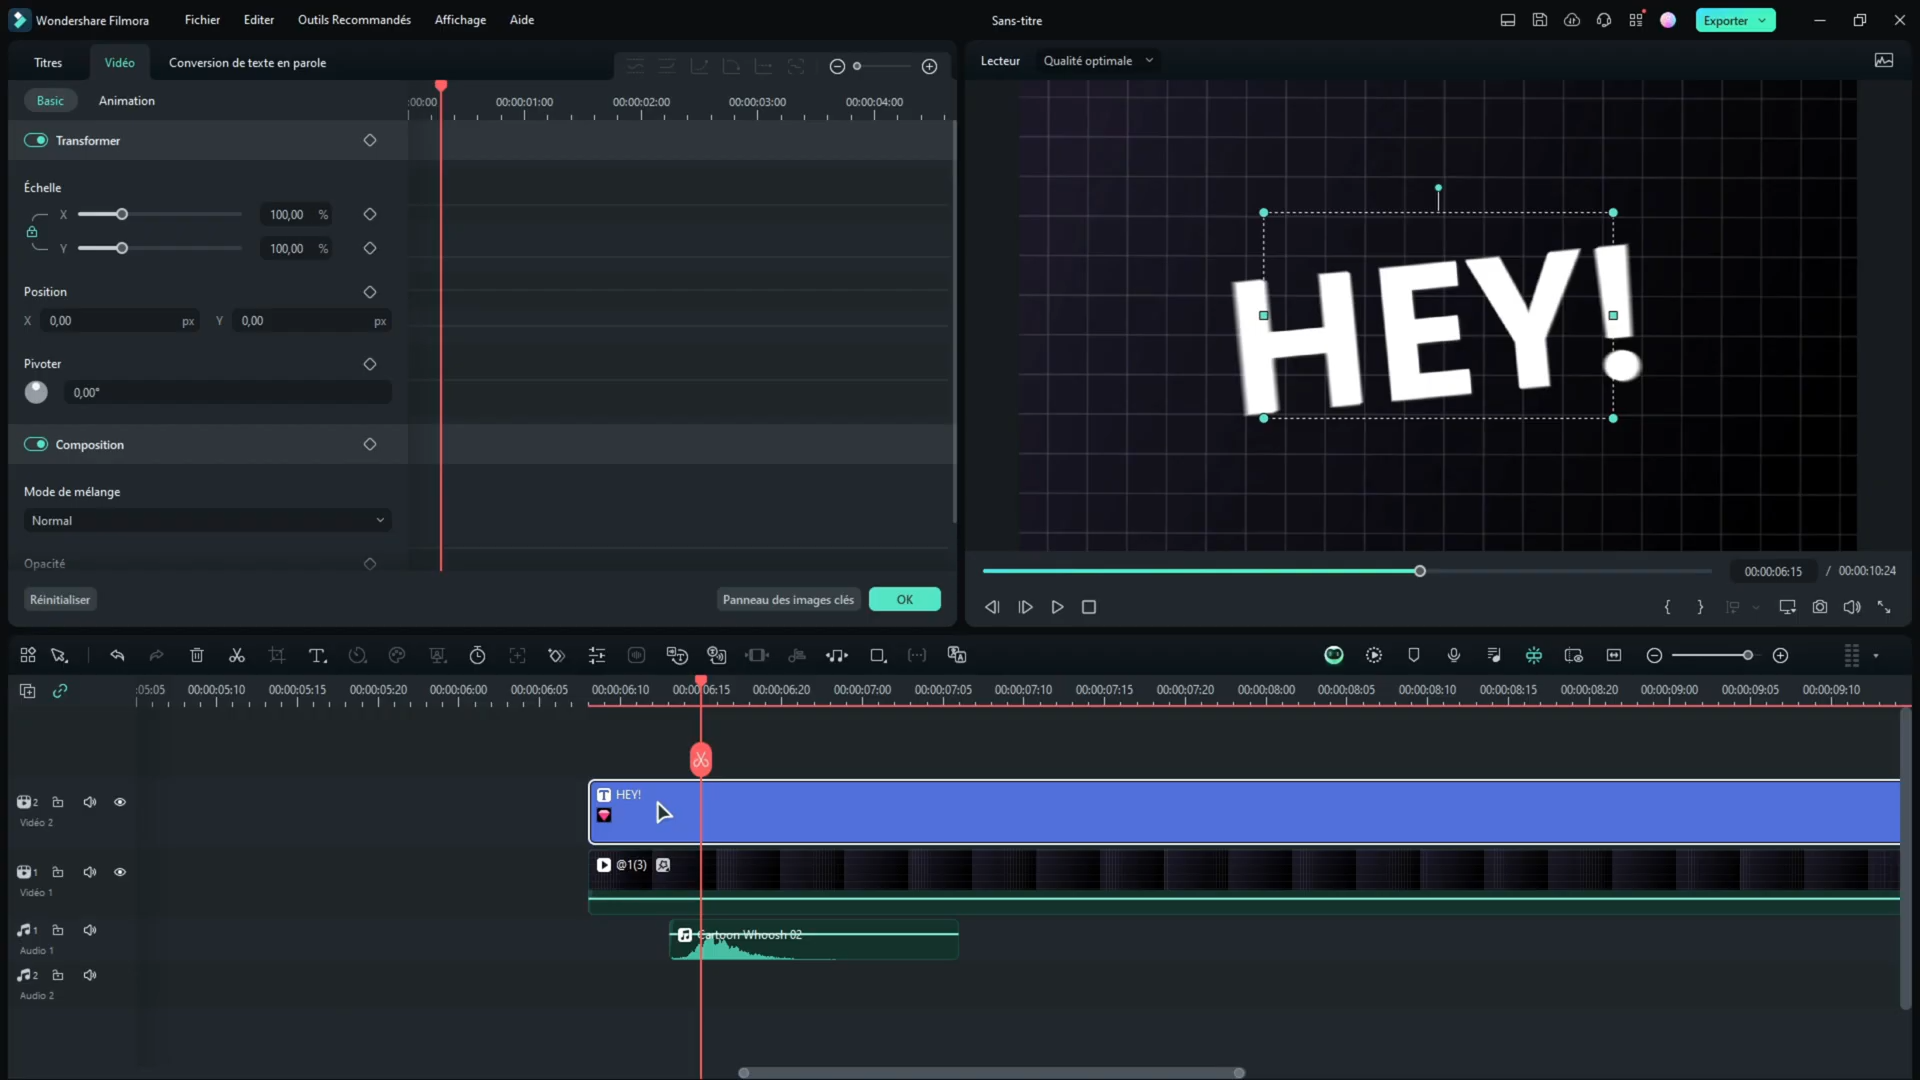 Wondershare Filmora Fichier Editer Outils Recommandés Affichage Aide Sans-titre Exporter
Titres Vidéo Conversion de texte en parole
Lecteur Qualité optimale
Basic Animation
:00:00 00:00:01:00 00:00:02:00 00:00:03:00 00:00:04:00
Transformer
Échelle
X 100,00 %
Y 100,00 %
Position
X 0,00 px Y 0,00 px
Pivoter
0,00°
Composition
Mode de mélange
Normal
Opacité
Réinitialiser Panneau des images clés OK
HEY!
00:00:06:15 / 00:00:10:24
:05:05 00:00:05:10 00:00:05:15 00:00:05:20 00:00:06:00 00:00:06:05 00:00:06:10 00:00:06:15 00:00:06:20 00:00:07:00 00:00:07:05 00:00:07:10 00:00:07:15 00:00:07:20 00:00:08:00 00:00:08:05 00:00:08:10 00:00:08:15 00:00:08:20 00:00:09:00 00:00:09:05 00:00:09:10
2 T HEY!
Vidéo 2
1 @1(3)
Vidéo 1
1 Cartoon Whoosh 02
Audio 1
2
Audio 2